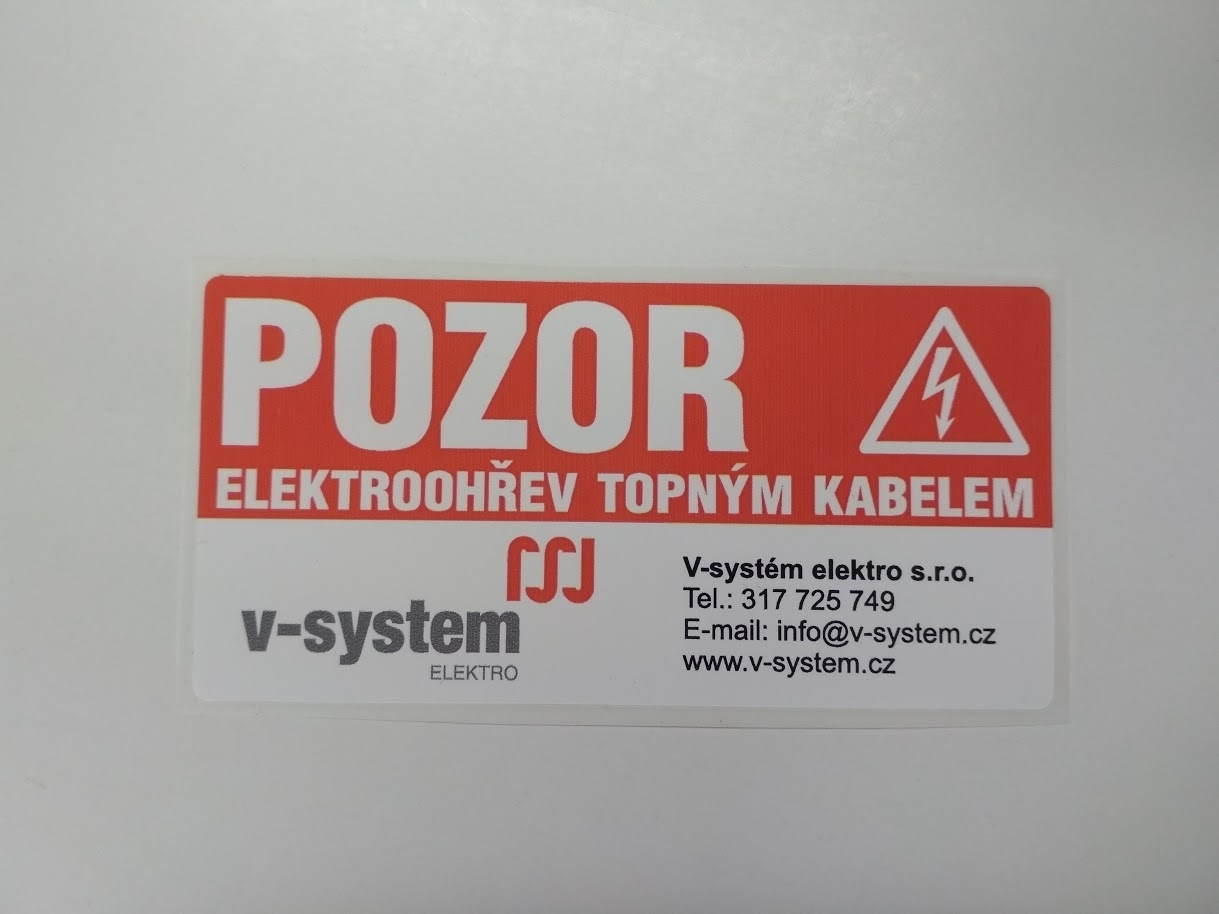 POZOR
ELEKTROOHŘEV TOPNÝM KABELEM
v-system
ELEKTRO
V-systém elektro s.r.o.
Tel.: 317 725 749
E-mail: info@v-system.cz
www.v-system.cz